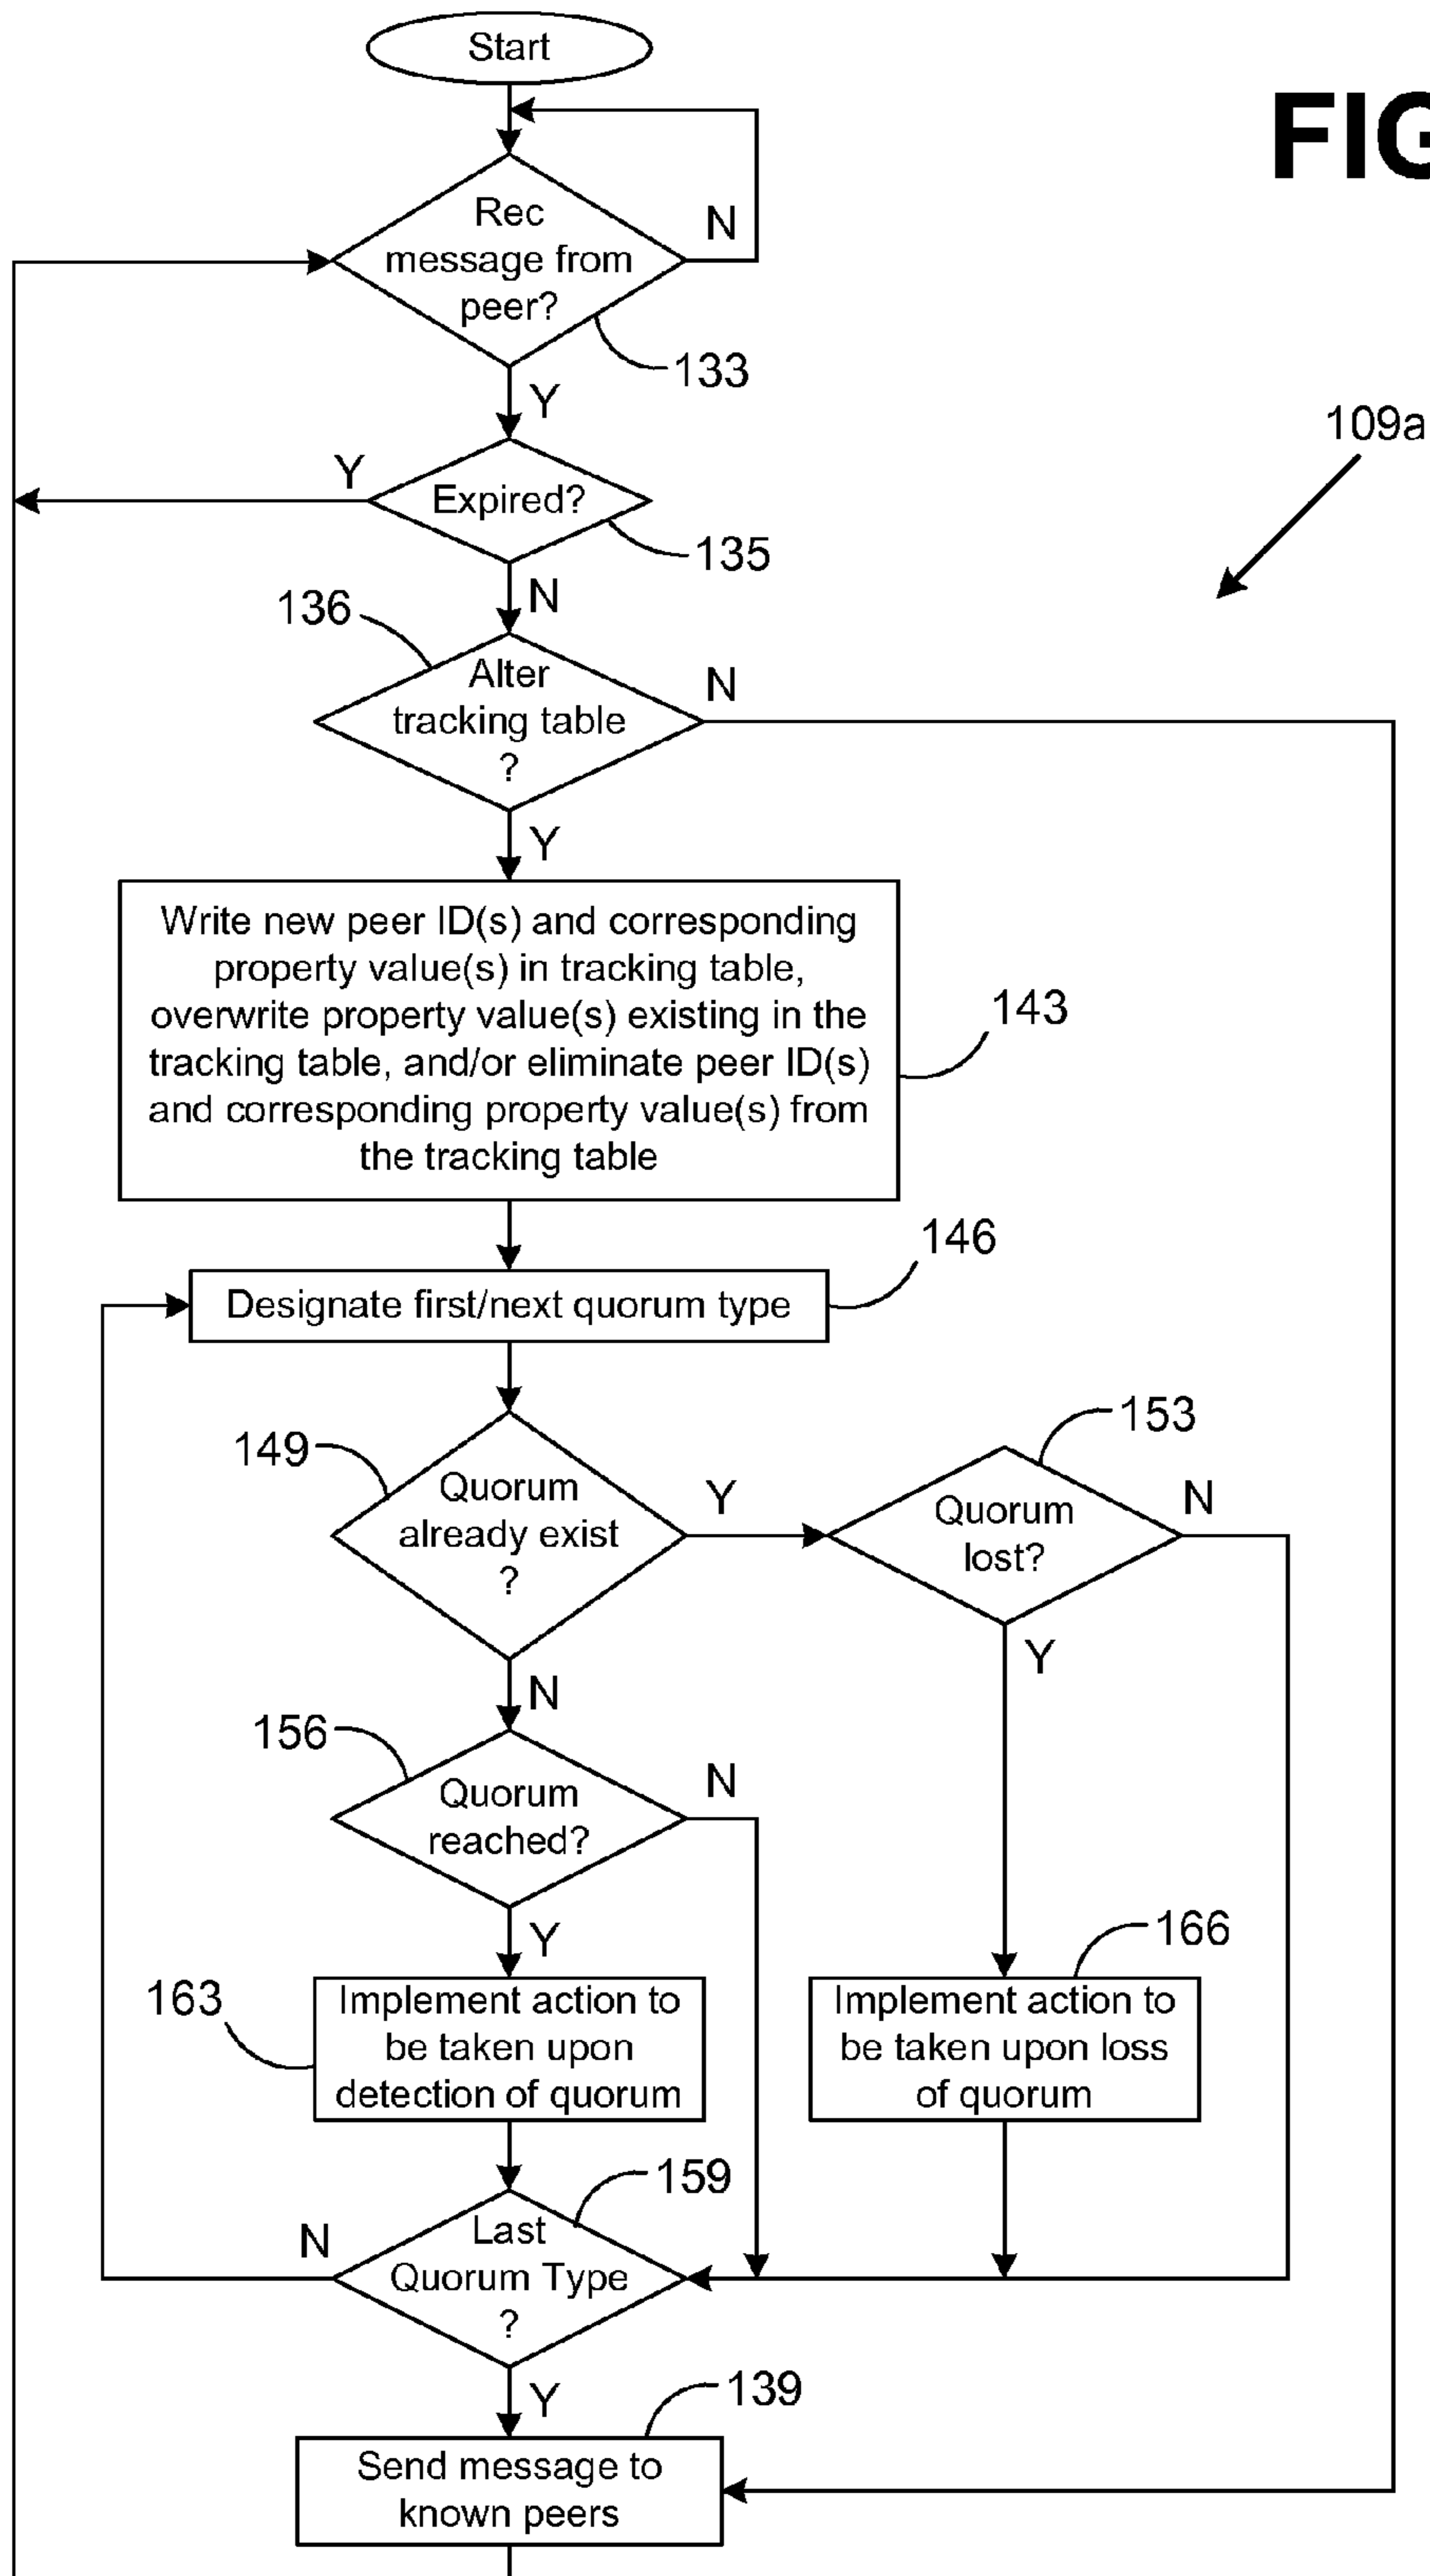 Start
FIG
Rec
message from
peer?
N
133
Y
109a
Y
Expired?
135
N
136
Alter
tracking table
?
N
Y
Write new peer ID(s) and corresponding
property value(s) in tracking table,
overwrite property value(s) existing in the
tracking table, and/or eliminate peer ID(s)
and corresponding property value(s) from
the tracking table
143
146
Designate first/next quorum type
149
Quorum
already exist
?
Y
153
Quorum
lost?
N
Y
N
156
Quorum
reached?
N
Y
163
Implement action to
be taken upon
detection of quorum
166
Implement action to
be taken upon loss
of quorum
159
N
Last
Quorum Type
?
Y
139
Send message to
known peers